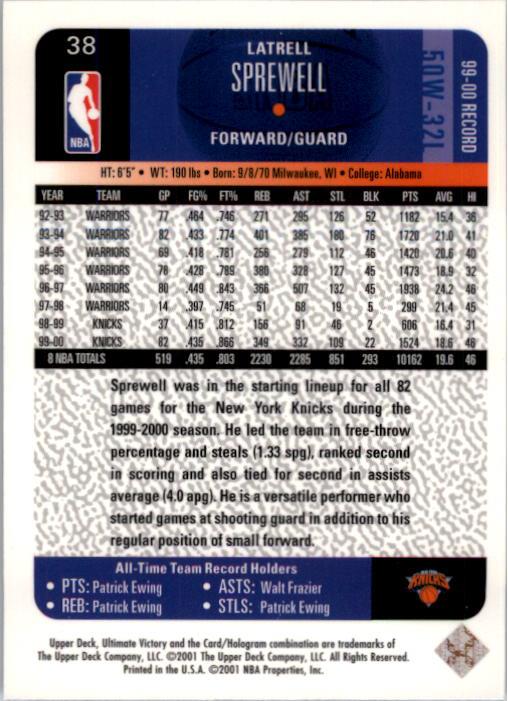 38
LATRELL
SPREWELL
FORWARD/GUARD
50W-32L
99-00 RECORD
NBA
HT: 6'5" • WT: 190 lbs • Born: 9/8/70 Milwaukee, WI • College: Alabama
YEAR TEAM GP FG% FT% REB AST STL BLK PTS AVG HI
92-93 WARRIORS 77 .464 .746 271 295 126 52 1182 15.4 36
93-94 WARRIORS 82 .433 .774 401 385 180 76 1720 21.0 41
94-95 WARRIORS 69 .418 .781 256 279 112 46 1420 20.6 40
95-96 WARRIORS 78 .428 .789 380 328 127 45 1473 18.9 32
96-97 WARRIORS 80 .449 .843 366 507 132 45 1938 24.2 46
97-98 WARRIORS 14 .397 .745 51 68 19 5 299 21.4 45
98-99 KNICKS 37 .415 .812 156 91 46 2 606 16.4 31
99-00 KNICKS 82 .435 .866 349 332 109 22 1524 18.6 46
8 NBA TOTALS 519 .435 .803 2230 2285 851 293 10162 19.6 46
Sprewell was in the starting lineup for all 82
games for the New York Knicks during the
1999-2000 season. He led the team in free-throw
percentage and steals (1.33 spg), ranked second
in scoring and also tied for second in assists
average (4.0 apg). He is a versatile performer who
started games at shooting guard in addition to his
regular position of small forward.
All-Time Team Record Holders
• PTS: Patrick Ewing • ASTS: Walt Frazier
• REB: Patrick Ewing • STLS: Patrick Ewing
KNICKS
Upper Deck, Ultimate Victory and the Card/Hologram combination are trademarks of
The Upper Deck Company, LLC. ©2001 The Upper Deck Company, LLC. All Rights Reserved.
Printed in the U.S.A. ©2001 NBA Properties, Inc.